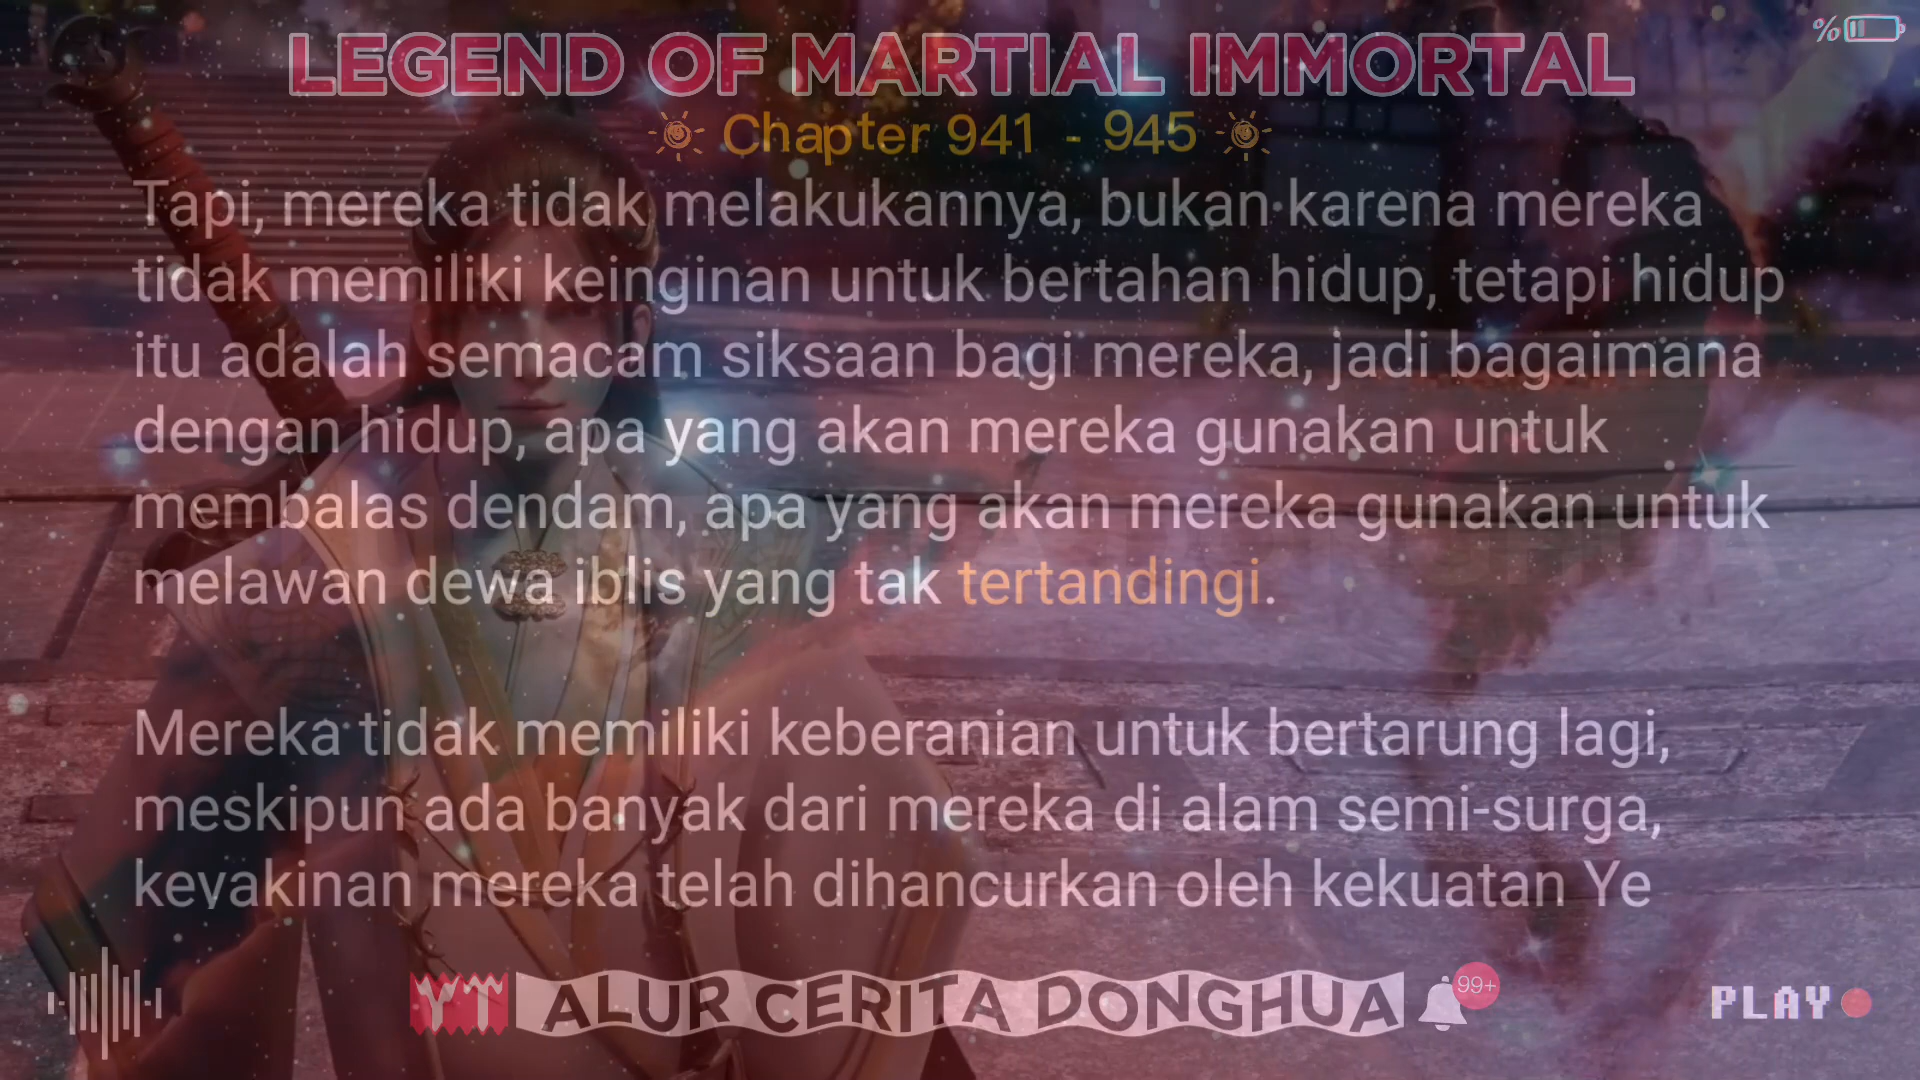 LEGEND OF MARTIAL IMMORTAL
%
Chapter 941 - 945
Tapi, mereka tidak melakukannya, bukan karena mereka
tidak memiliki keinginan untuk bertahan hidup, tetapi hidup
itu adalah semacam siksaan bagi mereka, jadi bagaimana
dengan hidup, apa yang akan mereka gunakan untuk
membalas dendam, apa yang akan mereka gunakan untuk
melawan dewa iblis yang tak tertandingi.
Mereka tidak memiliki keberanian untuk bertarung lagi,
meskipun ada banyak dari mereka di alam semi-surga,
keyakinan mereka telah dihancurkan oleh kekuatan Ye
YT ALUR CERITA DONGHUA 99+
PLAY